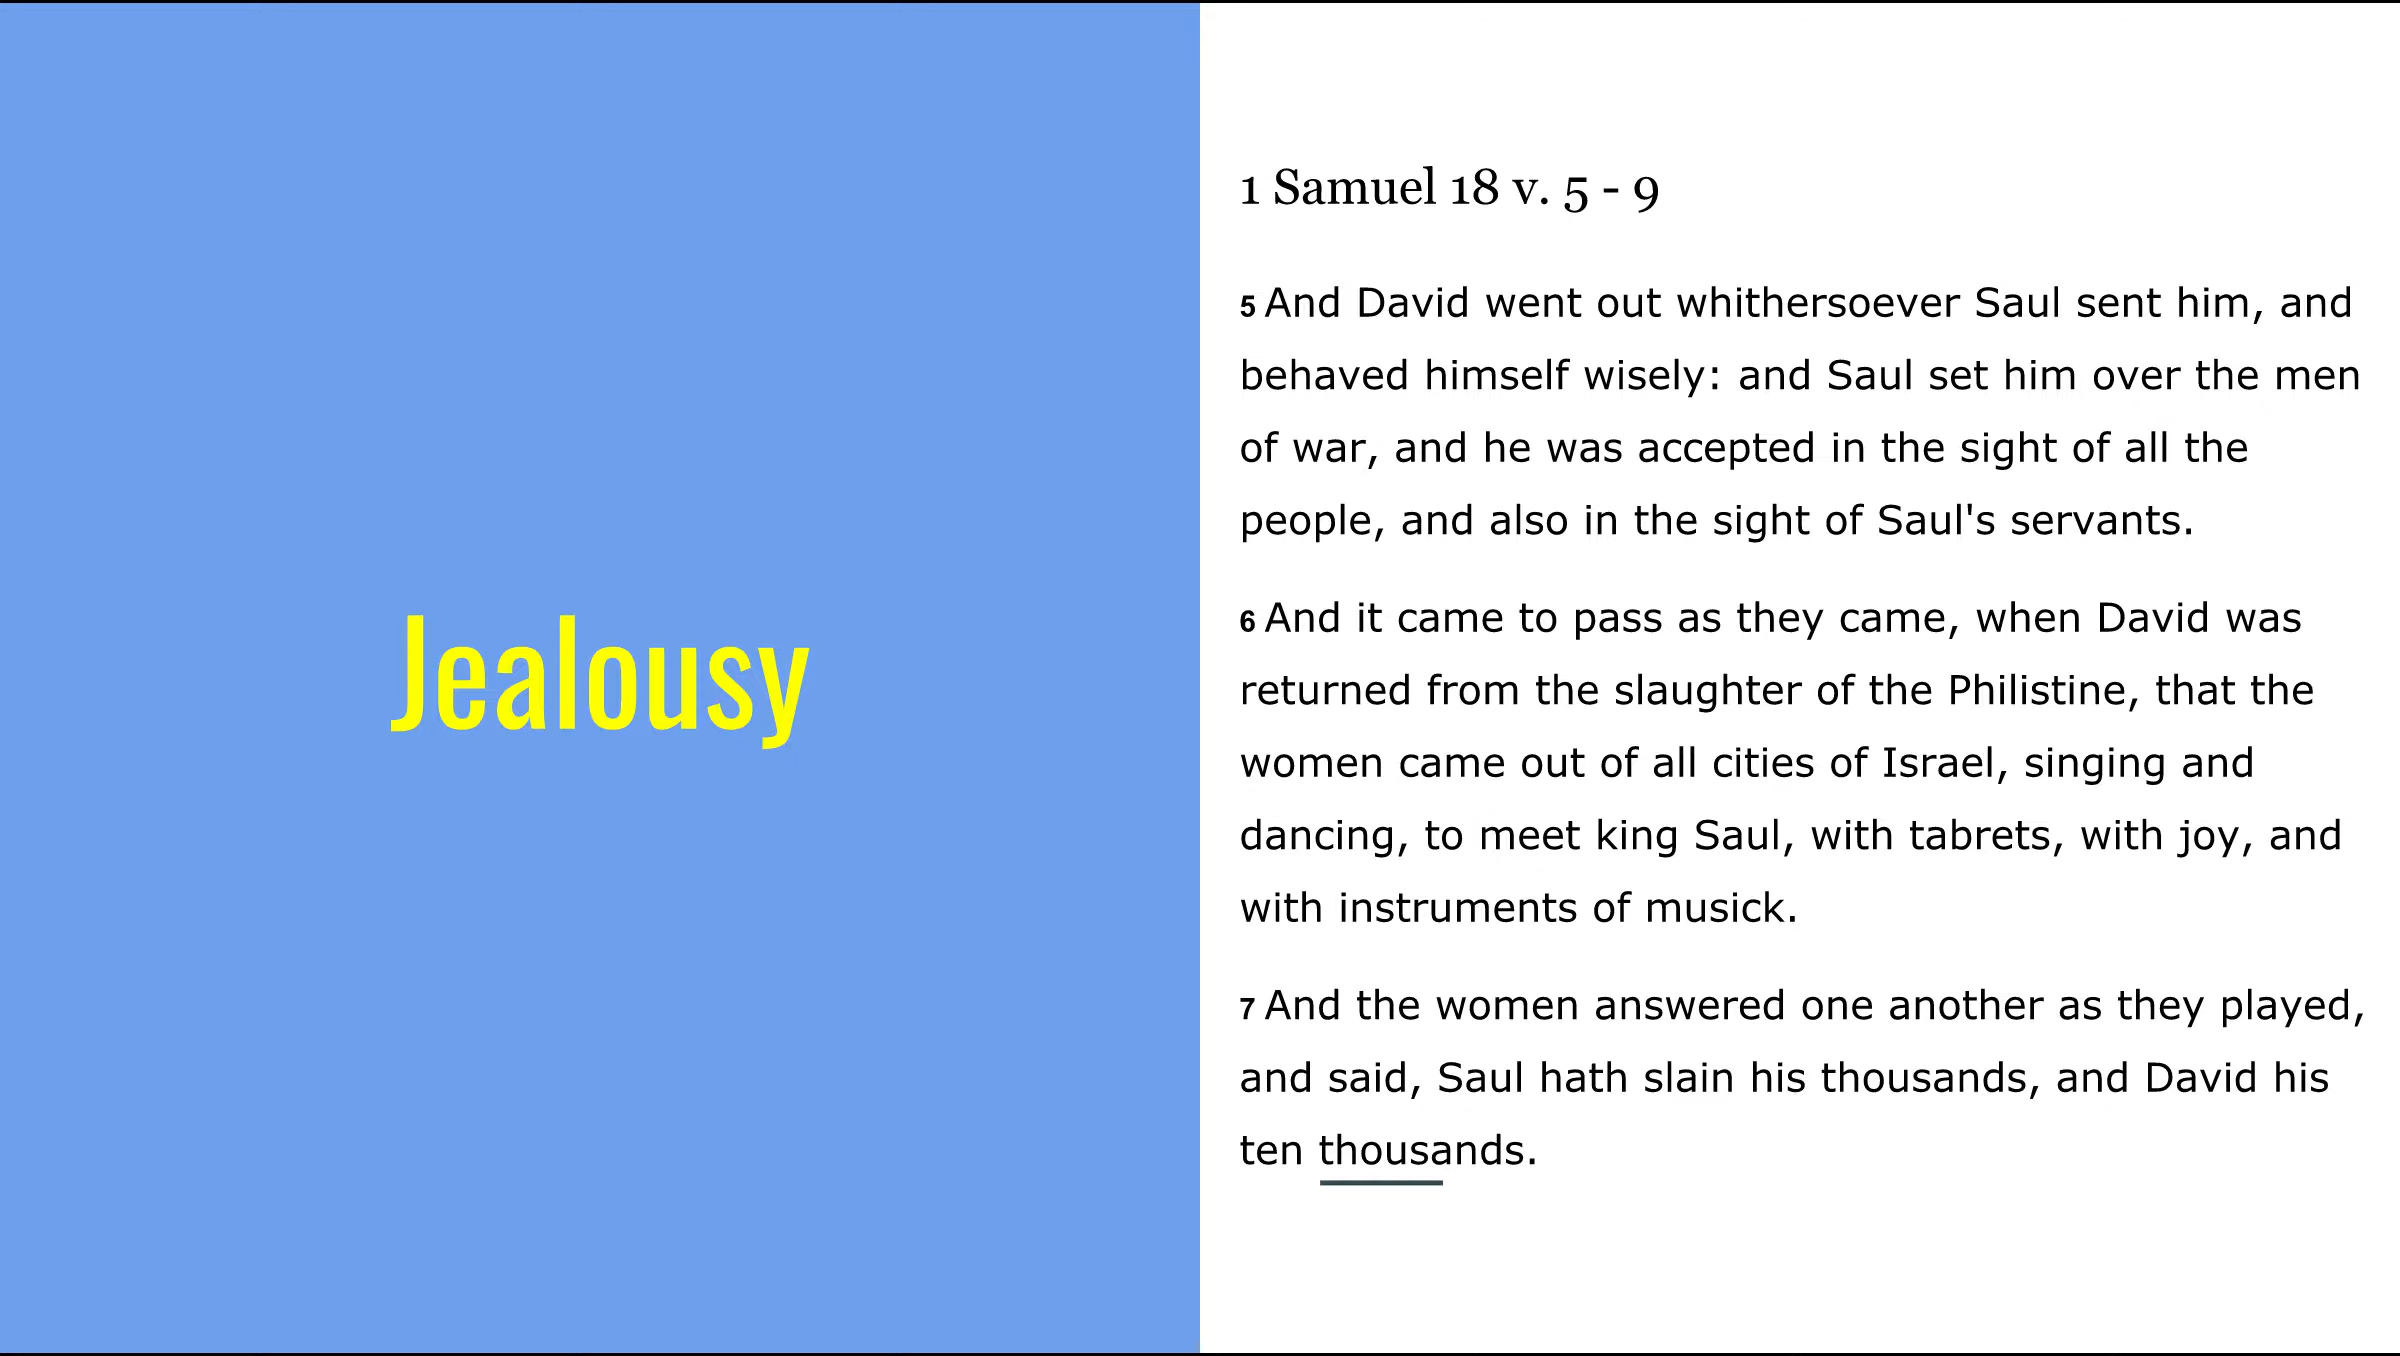 Jealousy
1 Samuel 18 v. 5 - 9
5 And David went out whithersoever Saul sent him, and
behaved himself wisely: and Saul set him over the men
of war, and he was accepted in the sight of all the
people, and also in the sight of Saul's servants.
6 And it came to pass as they came, when David was
returned from the slaughter of the Philistine, that the
women came out of all cities of Israel, singing and
dancing, to meet king Saul, with tabrets, with joy, and
with instruments of musick.
7 And the women answered one another as they played,
and said, Saul hath slain his thousands, and David his
ten thousands.